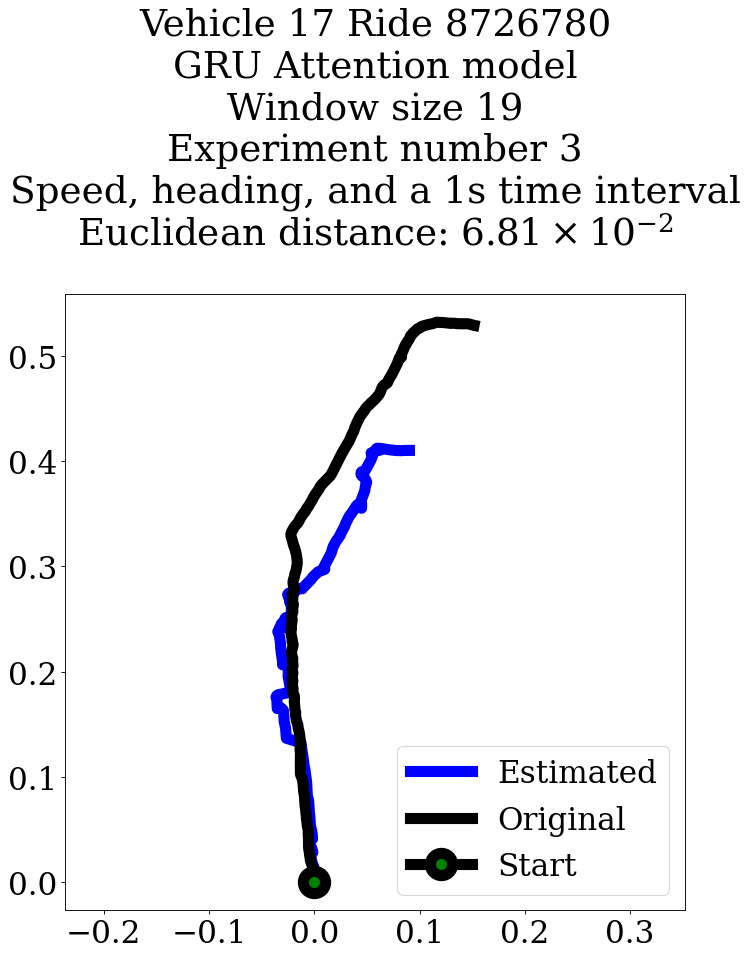 Vehicle 17 Ride 8726780
GRU Attention model
Window size 19
Experiment number 3
Speed, heading, and a 1s time interval
Euclidean distance: 6.81 × 10⁻²
0.5
0.4
0.3
0.2
0.1
0.0
Estimated
Original
Start
−0.2 −0.1 0.0 0.1 0.2 0.3